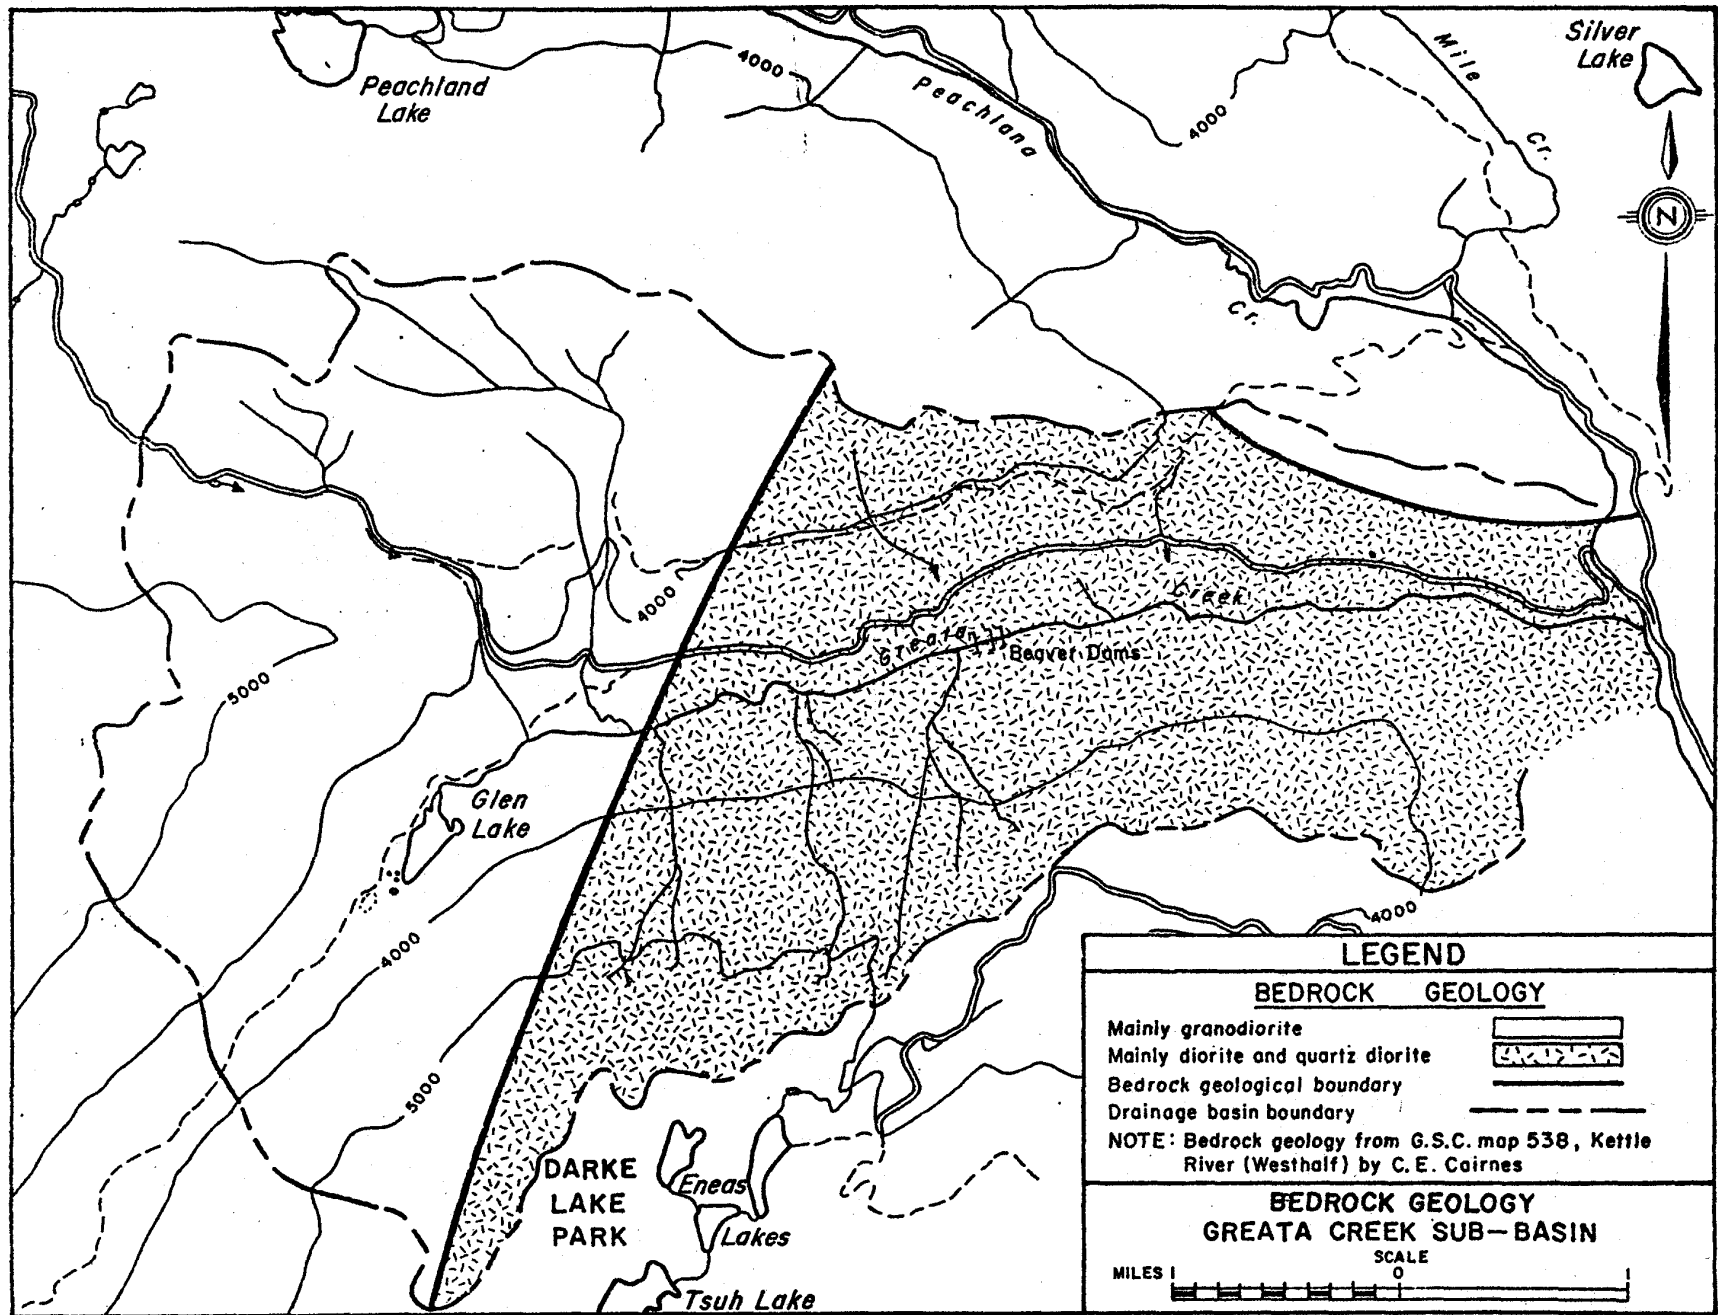 Silver
Lake
Mile
Cr.
Peachland
Lake
4000
Peachland
4000
N
Cr.
4000
Creek
Greata
Beaver Dams
5000
Glen
Lake
4000
4000
5000
DARKE
LAKE
PARK
Eneas
Lakes
Tsuh Lake
LEGEND
BEDROCK GEOLOGY
Mainly granodiorite
Mainly diorite and quartz diorite
Bedrock geological boundary
Drainage basin boundary
NOTE: Bedrock geology from G.S.C. map 538, Kettle
River (Westhalf) by C. E. Cairnes
BEDROCK GEOLOGY
GREATA CREEK SUB-BASIN
SCALE
MILES 1 0 1